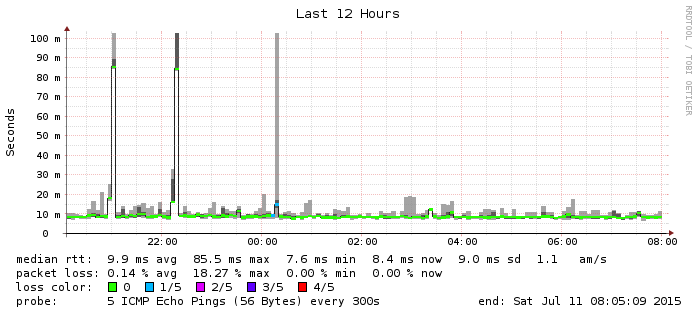 Last 12 Hours
RRDTOOL / TOBI OETIKER
Seconds
100 m
90 m
80 m
70 m
60 m
50 m
40 m
30 m
20 m
10 m
0
22:00 00:00 02:00 04:00 06:00 08:00
median rtt: 9.9 ms avg 85.5 ms max 7.6 ms min 8.4 ms now 9.0 ms sd 1.1 am/s
packet loss: 0.14 % avg 18.27 % max 0.00 % min 0.00 % now
loss color: 0 1/5 2/5 3/5 4/5
probe: 5 ICMP Echo Pings (56 Bytes) every 300s end: Sat Jul 11 08:05:09 2015